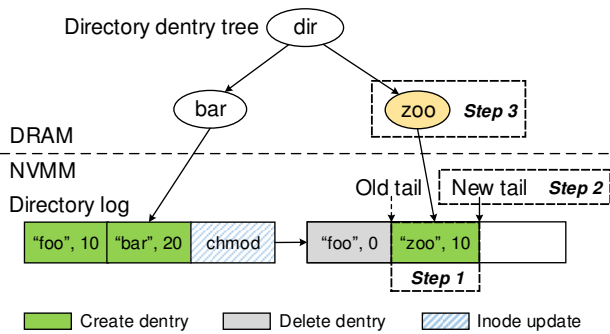 Directory dentry tree
dir
bar
zoo
Step 3
DRAM
NVMM
Old tail
New tail
Step 2
Directory log
“foo”, 10
“bar”, 20
chmod
“foo”, 0
“zoo”, 10
Step 1
Create dentry
Delete dentry
Inode update